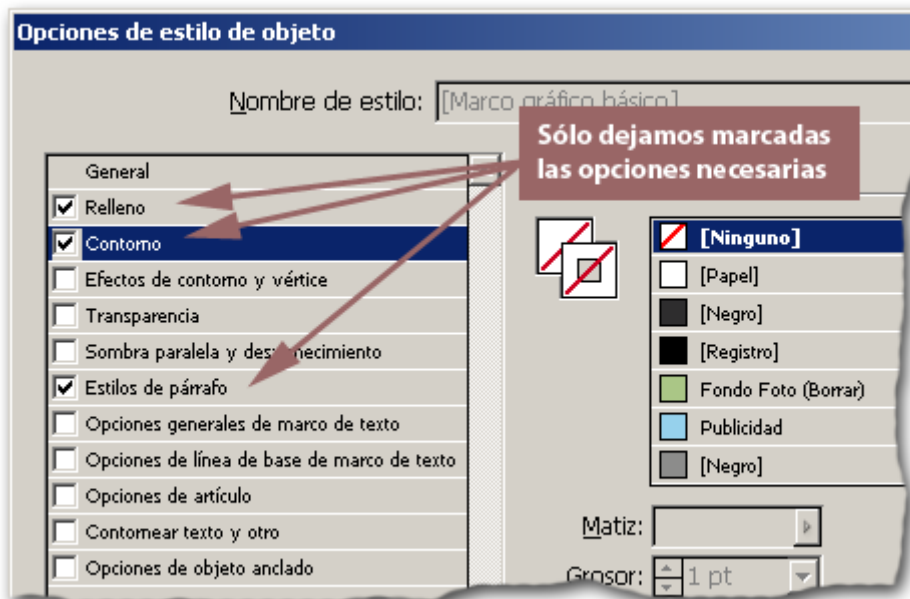 Opciones de estilo de objeto
Nombre de estilo: [Marco gráfico básico]
Sólo dejamos marcadas
las opciones necesarias
General
Relleno
Contorno
Efectos de contorno y vértice
Transparencia
Sombra paralela y desvanecimiento
Estilos de párrafo
Opciones generales de marco de texto
Opciones de línea de base de marco de texto
Opciones de artículo
Contornear texto y otro
Opciones de objeto anclado
[Ninguno]
[Papel]
[Negro]
[Registro]
Fondo Foto (Borrar)
Publicidad
[Negro]
Matiz:
Grosor: 1 pt